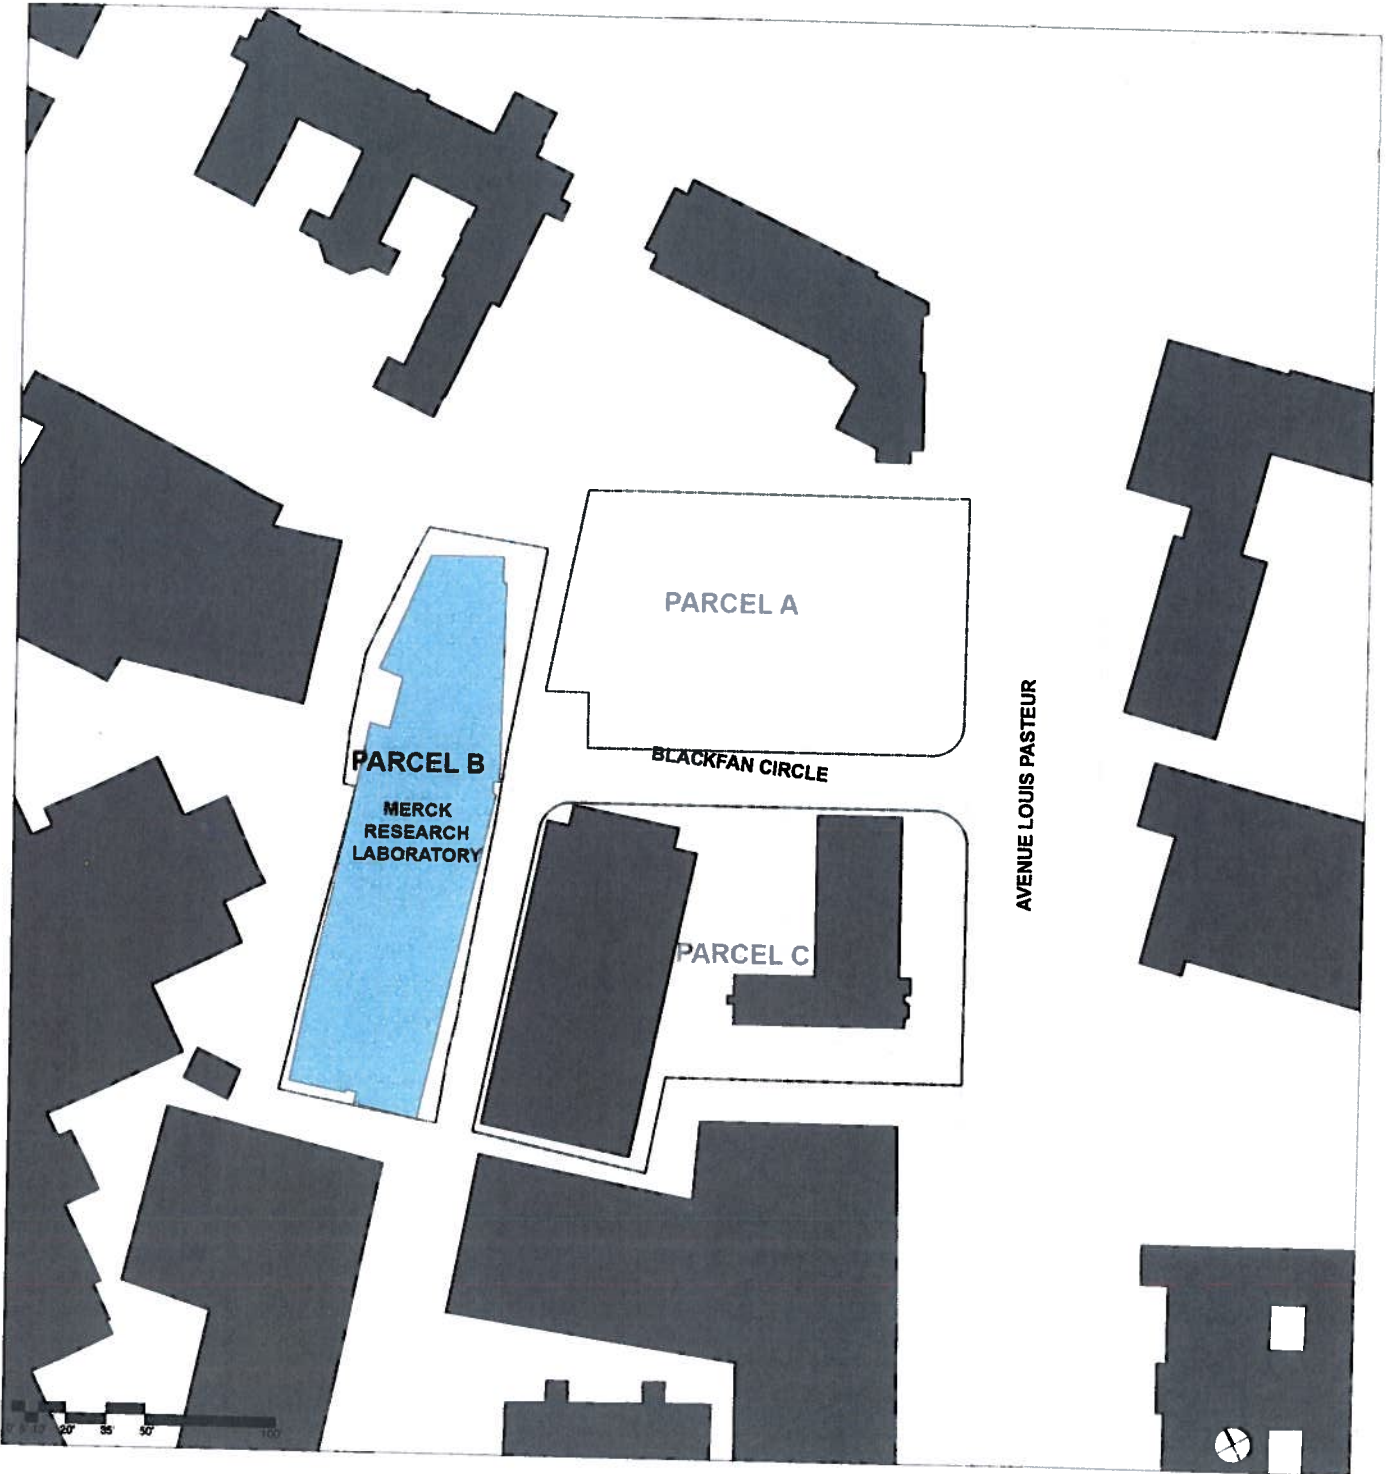 PARCEL A
BLACKFAN CIRCLE
AVENUE LOUIS PASTEUR
PARCEL B
MERCK
RESEARCH
LABORATORY
PARCEL C
20' 35' 50' 100'